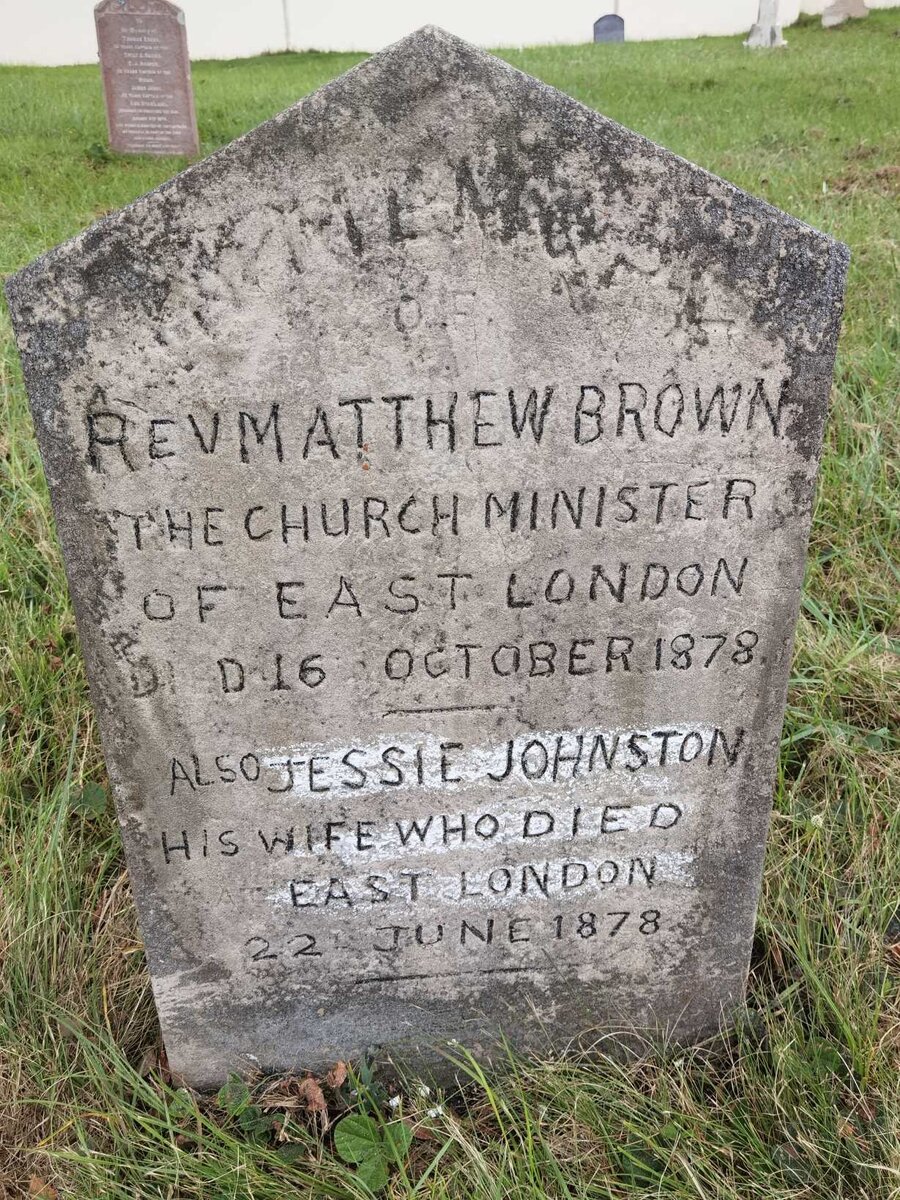 OF
REV MATTHEW BROWN
THE CHURCH MINISTER
OF EAST LONDON
DI D 16 OCTOBER 1878
ALSO JESSIE JOHNSTON
HIS WIFE WHO DIED
EAST LONDON
22 JUNE 1878